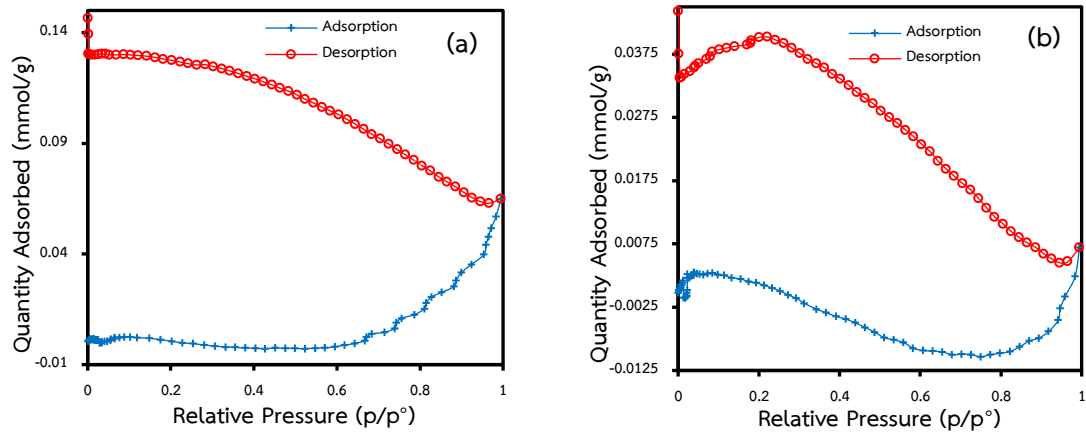 0.14
0.09
0.04
-0.01
Quantity Adsorbed (mmol/g)
Adsorption
Desorption
(a)
0 0.2 0.4 0.6 0.8 1
Relative Pressure (p/p°)
0.0375
0.0275
0.0175
0.0075
-0.0025
-0.0125
Quantity Adsorbed (mmol/g)
Adsorption
Desorption
(b)
0 0.2 0.4 0.6 0.8 1
Relative Pressure (p/p°)